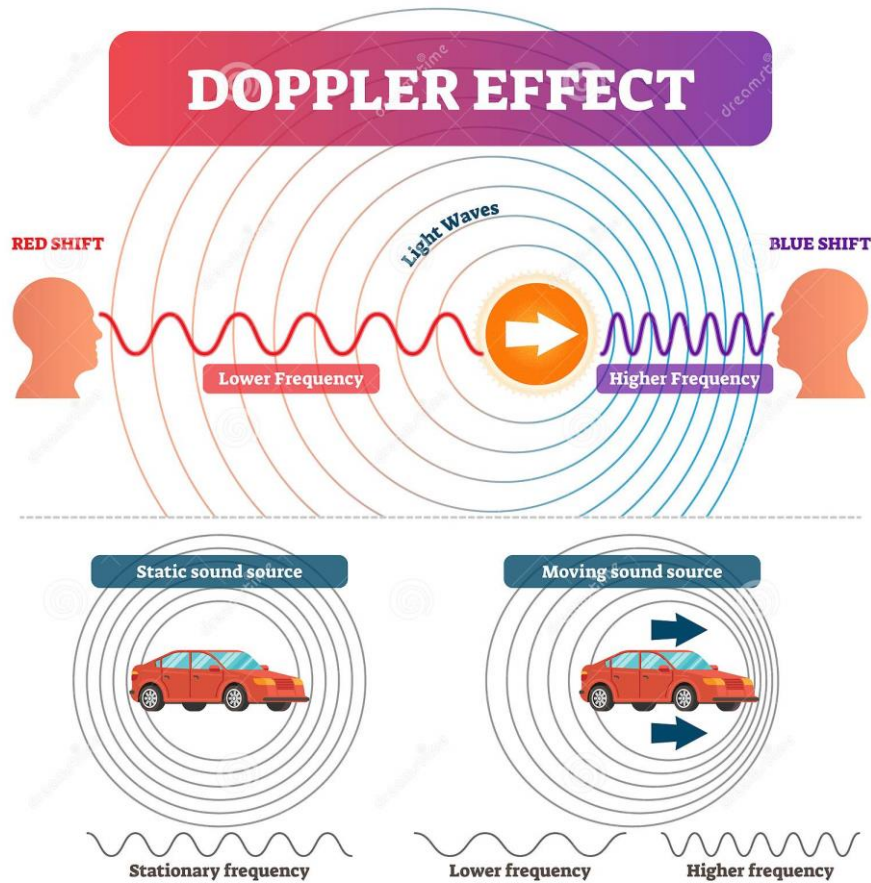 DOPPLER EFFECT
Light Waves
RED SHIFT
BLUE SHIFT
Lower Frequency
Higher Frequency
Static sound source
Moving sound source
Stationary frequency
Lower frequency
Higher frequency
dreamstime